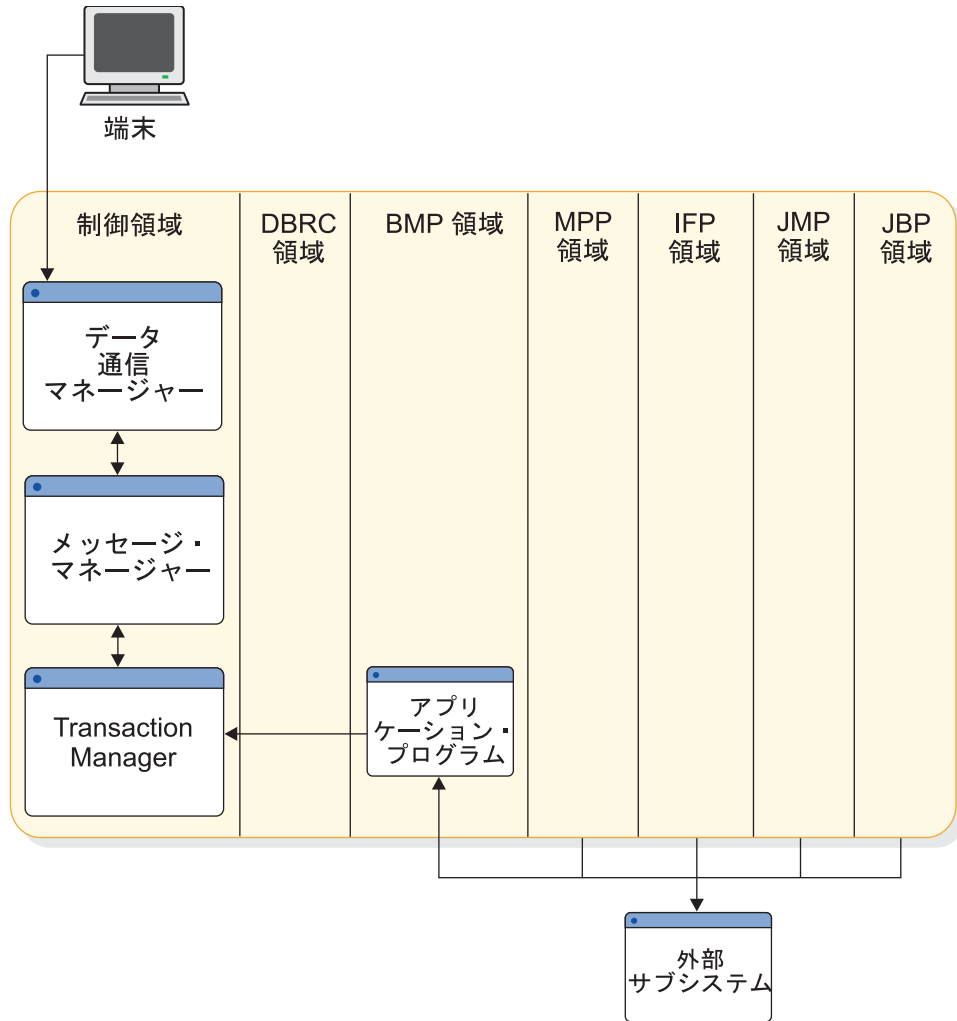 端末
制御領域
DBRC
領域
BMP 領域
MPP
領域
IFP
領域
JMP
領域
JBP
領域
データ
通信
マネージャー
メッセージ・
マネージャー
Transaction
Manager
アプリ
ケーション・
プログラム
外部
サブシステム